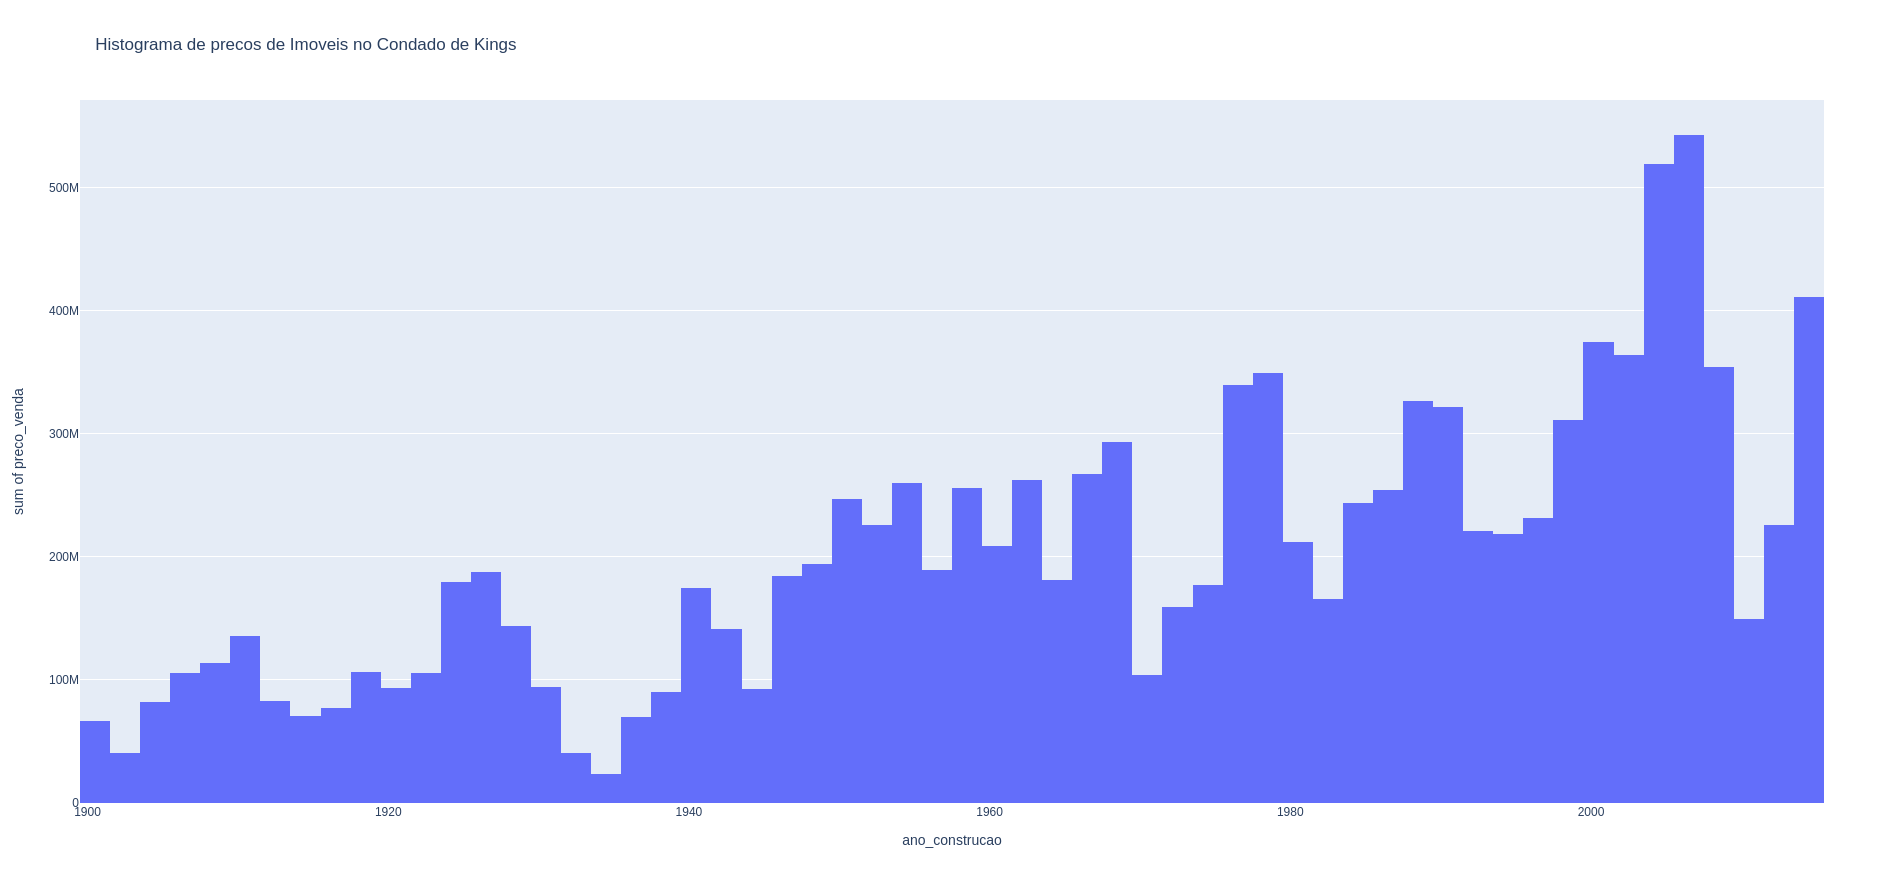 Histograma de precos de Imoveis no Condado de Kings
sum of preco_venda
500M
400M
300M
200M
100M
0
1900
1920
1940
1960
1980
2000
ano_construcao